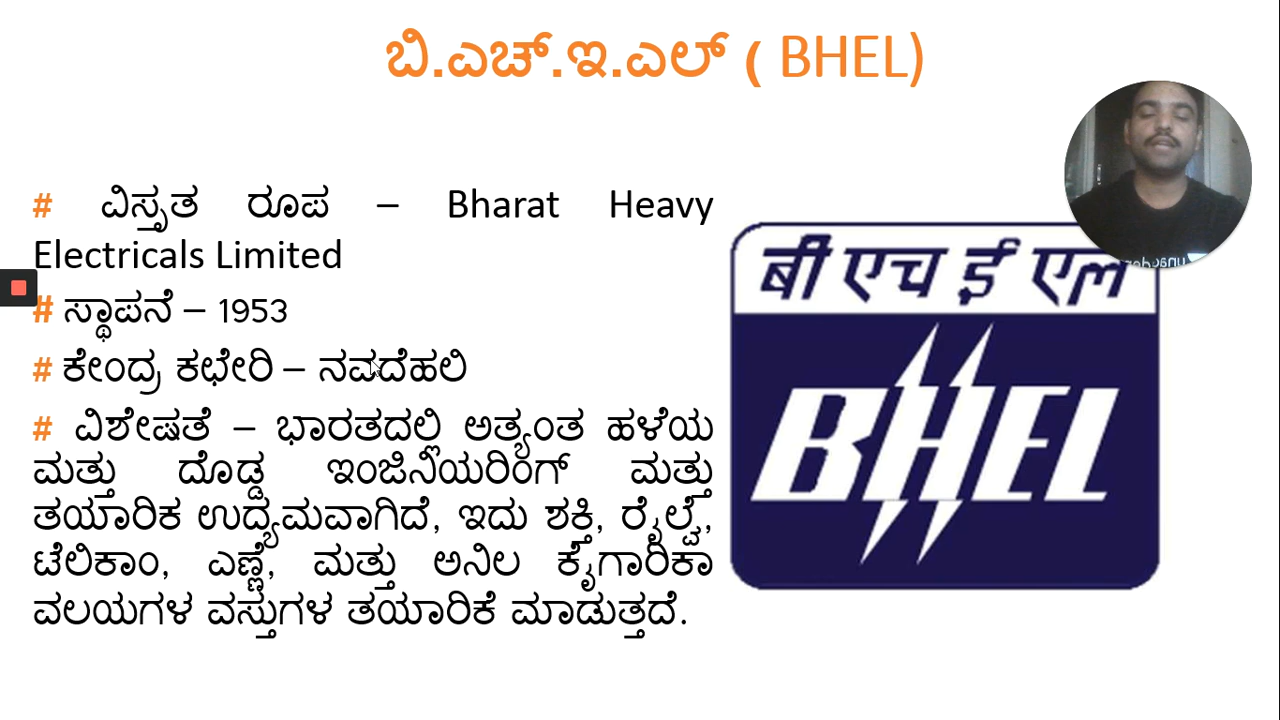 ಬಿ.ಎಚ್.ಇ.ಎಲ್ ( BHEL)
# ವಿಸ್ತೃತ ರೂಪ – Bharat Heavy
Electricals Limited
# ಸ್ಥಾಪನೆ – 1953
# ಕೇಂದ್ರ ಕಛೇರಿ – ನವದೆಹಲಿ
# ವಿಶೇಷತೆ – ಭಾರತದಲ್ಲಿ ಅತ್ಯಂತ ಹಳೆಯ
ಮತ್ತು ದೊಡ್ಡ ಇಂಜಿನಿಯರಿಂಗ್ ಮತ್ತು
ತಯಾರಿಕ ಉದ್ಯಮವಾಗಿದೆ, ಇದು ಶಕ್ತಿ, ರೈಲ್ವೆ,
ಟೆಲಿಕಾಂ, ಎಣ್ಣೆ, ಮತ್ತು ಅನಿಲ ಕೈಗಾರಿಕಾ
ವಲಯಗಳ ವಸ್ತುಗಳ ತಯಾರಿಕೆ ಮಾಡುತ್ತದೆ.
बी एच ई एल
BHEL